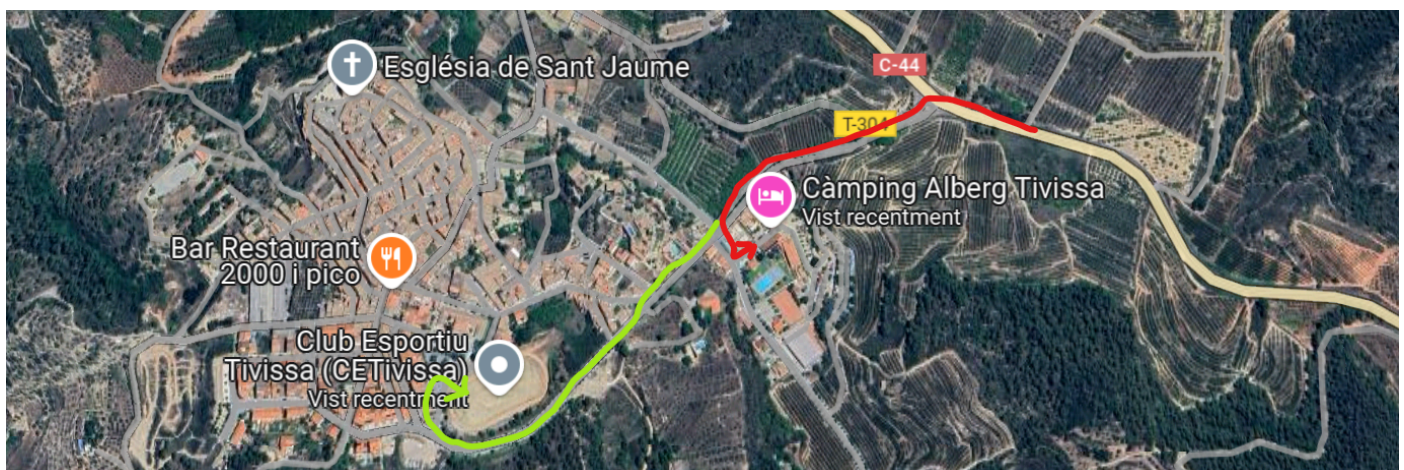 Església de Sant Jaume
C-44
T-304
Càmping Alberg Tivissa
Vist recentment
Bar Restaurant
2000 i pico
Club Esportiu
Tivissa (CETivissa)
Vist recentment